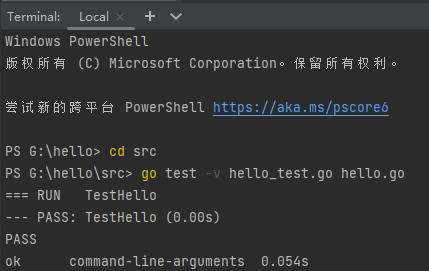 Terminal: Local
Windows PowerShell
版权所有 (C) Microsoft Corporation。保留所有权利。
尝试新的跨平台 PowerShell https://aka.ms/pscore6
PS G:\hello> cd src
PS G:\hello\src> go test -v hello_test.go hello.go
=== RUN   TestHello
--- PASS: TestHello (0.00s)
PASS
ok      command-line-arguments  0.054s